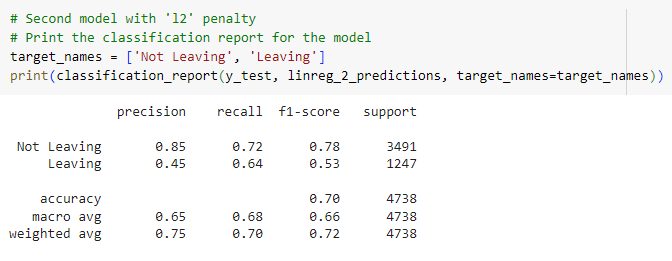 # Second model with 'l2' penalty
# Print the classification report for the model
target_names = ['Not Leaving', 'Leaving']
print(classification_report(y_test, linreg_2_predictions, target_names=target_names))
precision recall f1-score support
Not Leaving 0.85 0.72 0.78 3491
Leaving 0.45 0.64 0.53 1247
accuracy 0.70 4738
macro avg 0.65 0.68 0.66 4738
weighted avg 0.75 0.70 0.72 4738